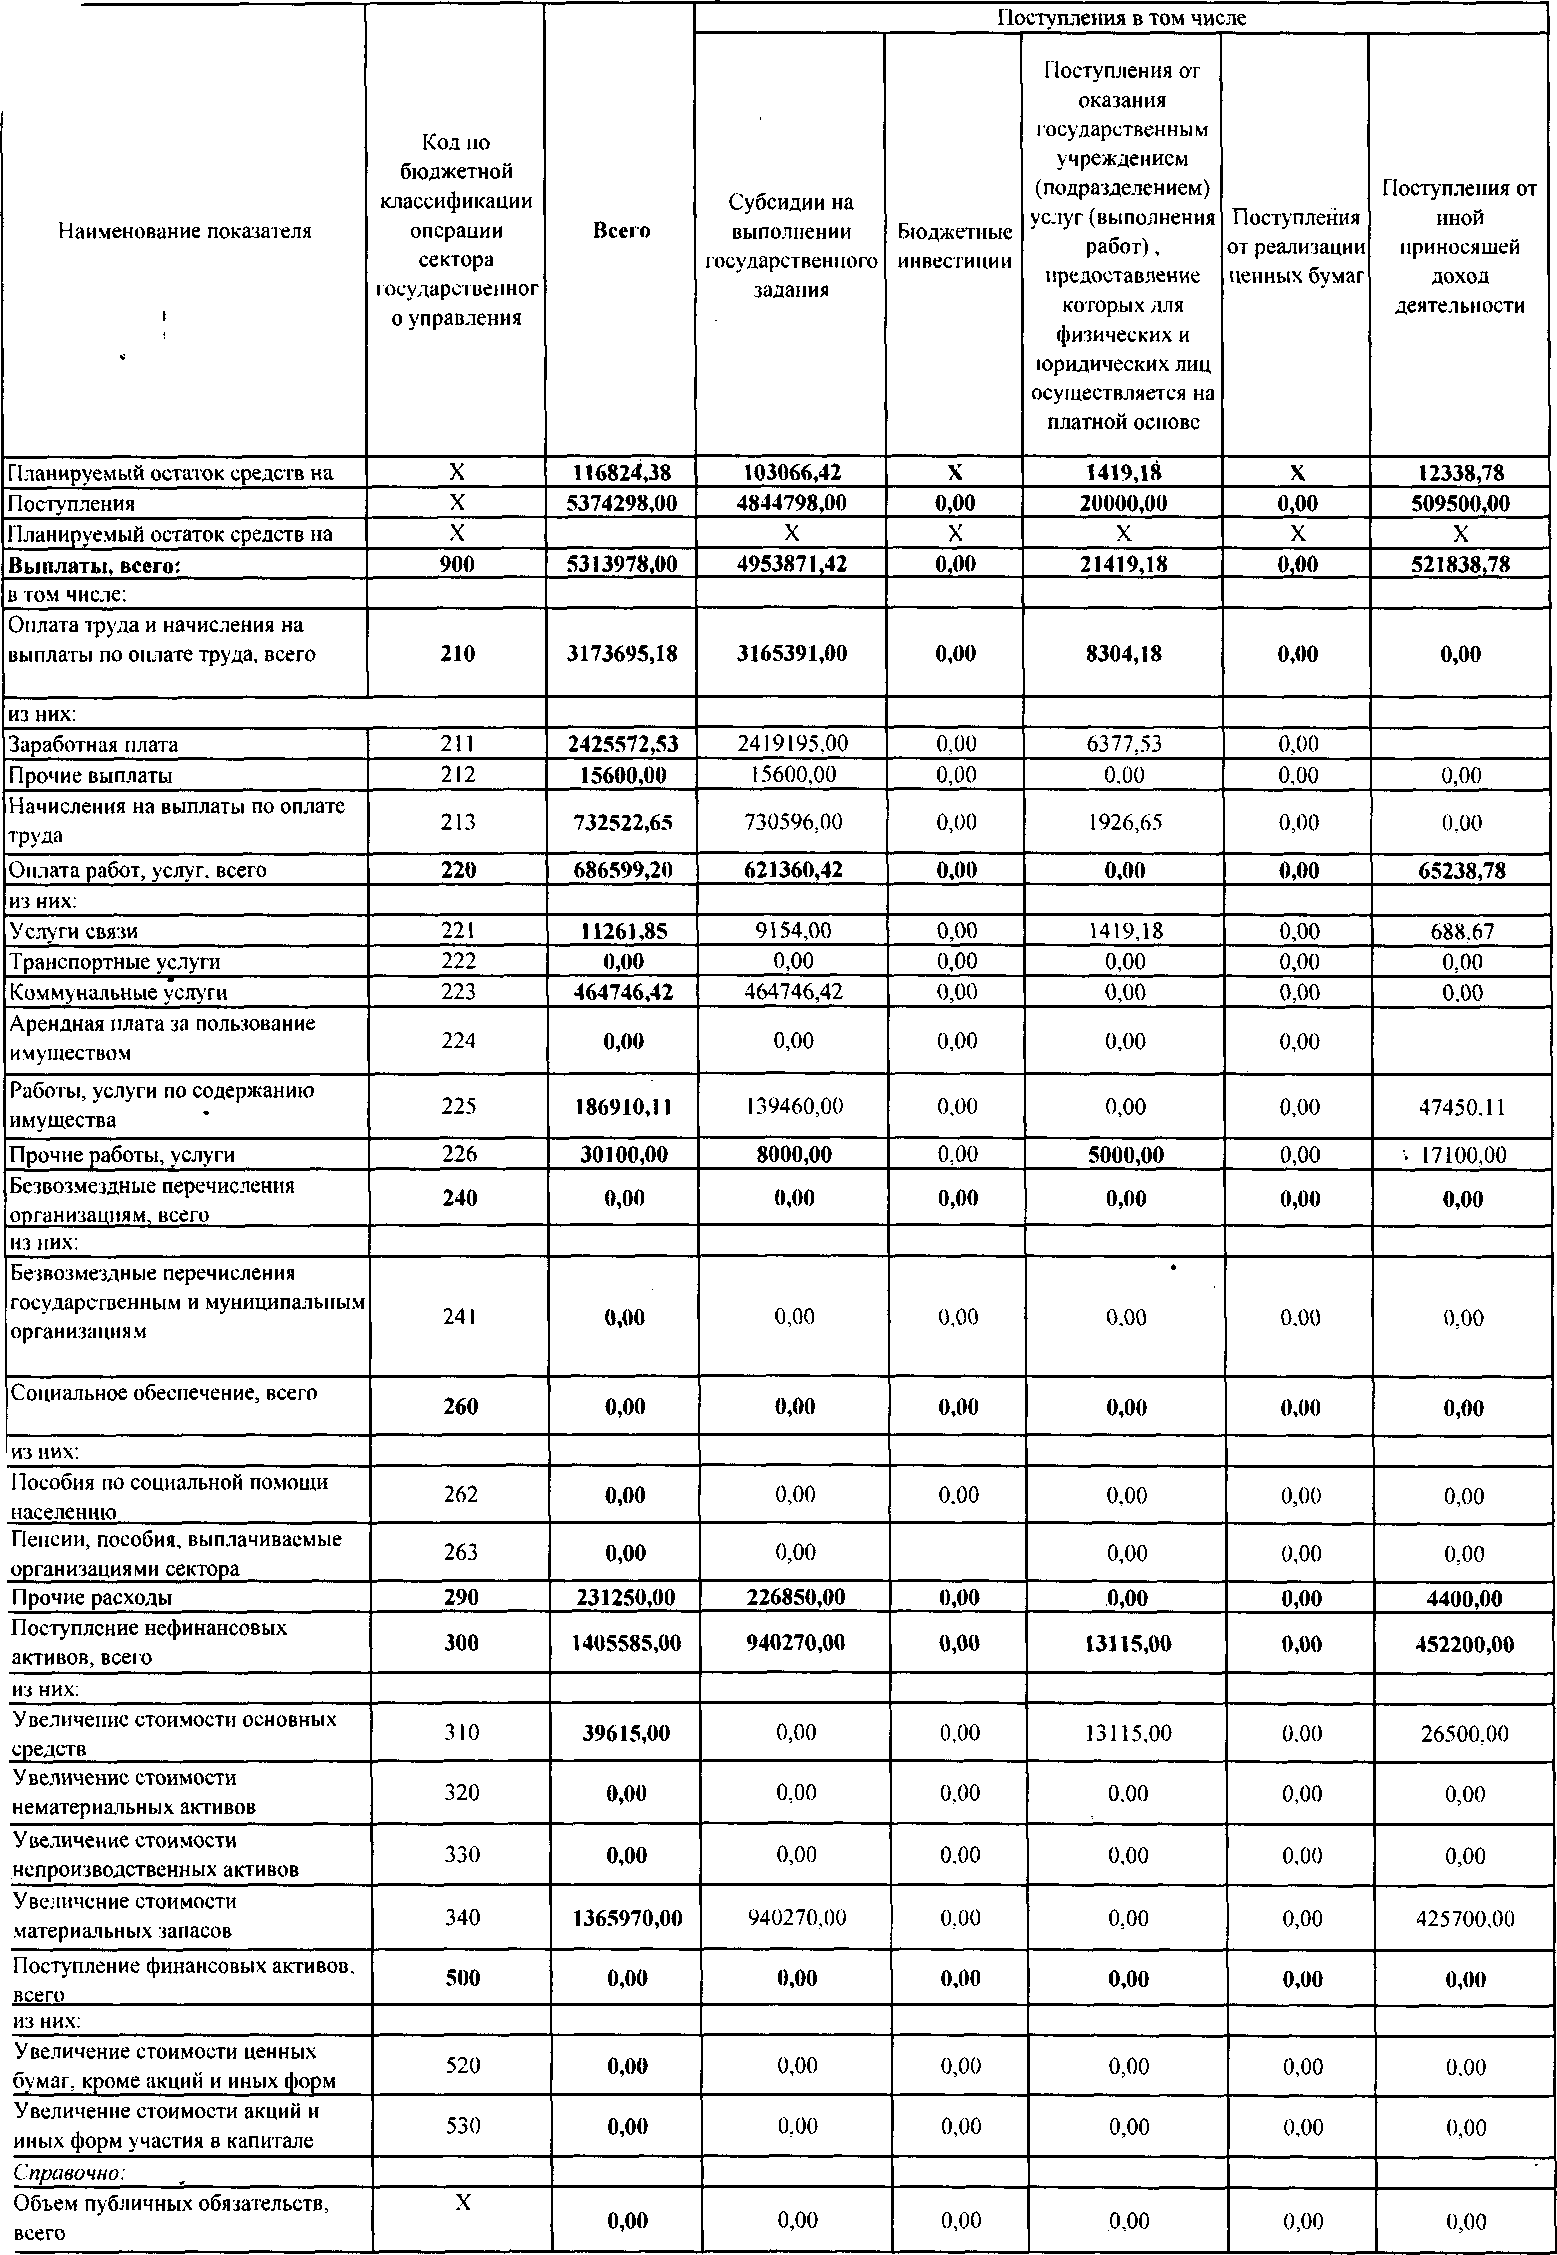 Поступления в том числе
Наименование показателя
Код по
бюджетной
классификации
операции
сектора
государственног
о управления
Всего
Субсидии на
выполнении
государственного
задания
Бюджетные
инвестиции
Поступления от
оказания
государственным
учреждением
(подразделением)
услуг (выполнения
работ) ,
предоставление
которых для
физических и
юридических лиц
осуществляется на
платной основе
Поступления
от реализации
ценных бумаг
Поступления от
иной
приносящей
доход
деятельности
Планируемый остаток средств на X 116824,38 103066,42 X 1419,18 X 12338,78
Поступления X 5374298,00 4844798,00 0,00 20000,00 0,00 509500,00
Планируемый остаток средств на X X X X X X
Выплаты, всего: 900 5313978,00 4953871,42 0,00 21419,18 0,00 521838,78
в том числе:
Оплата труда и начисления на
выплаты по оплате труда, всего 210 3173695,18 3165391,00 0,00 8304,18 0,00 0,00
из них:
Заработная плата 211 2425572,53 2419195,00 0,00 6377,53 0,00
Прочие выплаты 212 15600,00 15600,00 0,00 0,00 0,00 0,00
Начисления на выплаты по оплате
труда 213 732522,65 730596,00 0,00 1926,65 0,00 0,00
Оплата работ, услуг, всего 220 686599,20 621360,42 0,00 0,00 0,00 65238,78
из них:
Услуги связи 221 11261,85 9154,00 0,00 1419,18 0,00 688,67
Транспортные услуги 222 0,00 0,00 0,00 0,00 0,00 0,00
Коммунальные услуги 223 464746,42 464746,42 0,00 0,00 0,00 0,00
Арендная плата за пользование
имуществом 224 0,00 0,00 0,00 0,00 0,00
Работы, услуги по содержанию
имущества 225 186910,11 139460,00 0,00 0,00 0,00 47450,11
Прочие работы, услуги 226 30100,00 8000,00 0,00 5000,00 0,00 17100,00
Безвозмездные перечисления
организациям, всего 240 0,00 0,00 0,00 0,00 0,00 0,00
из них:
Безвозмездные перечисления
государственным и муниципальным
организациям 241 0,00 0,00 0,00 0,00 0,00 0,00
Социальное обеспечение, всего 260 0,00 0,00 0,00 0,00 0,00 0,00
из них:
Пособия по социальной помощи
населению 262 0,00 0,00 0,00 0,00 0,00 0,00
Пенсии, пособия, выплачиваемые
организациями сектора 263 0,00 0,00 0,00 0,00 0,00
Прочие расходы 290 231250,00 226850,00 0,00 0,00 0,00 4400,00
Поступление нефинансовых
активов, всего 300 1405585,00 940270,00 0,00 13115,00 0,00 452200,00
из них:
Увеличение стоимости основных
средств 310 39615,00 0,00 0,00 13115,00 0,00 26500,00
Увеличение стоимости
нематериальных активов 320 0,00 0,00 0,00 0,00 0,00 0,00
Увеличение стоимости
непроизводственных активов 330 0,00 0,00 0,00 0,00 0,00 0,00
Увеличение стоимости
материальных запасов 340 1365970,00 940270,00 0,00 0,00 0,00 425700,00
Поступление финансовых активов,
всего 500 0,00 0,00 0,00 0,00 0,00 0,00
из них:
Увеличение стоимости ценных
бумаг, кроме акций и иных форм 520 0,00 0,00 0,00 0,00 0,00 0,00
Увеличение стоимости акций и
иных форм участия в капитале 530 0,00 0,00 0,00 0,00 0,00 0,00
Справочно:
Объем публичных обязательств,
всего X 0,00 0,00 0,00 0,00 0,00 0,00